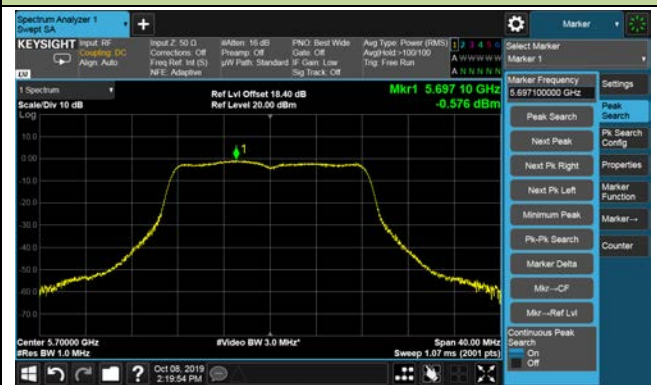 Spectrum Analyzer 1
Swept SA
Marker
KEYSIGHT
Input: RF
Coupling: DC
Align: Auto
Input Z: 50 Ω
Corrections: Off
Freq Ref: Int (S)
NFE: Adaptive
#Atten: 16 dB
Preamp: Off
µW Path: Standard
PNO: Best Wide
Gate: Off
IF Gain: Low
Sig Track: Off
Avg Type: Power (RMS)
Avg|Hold:>100/100
Trig: Free Run
1 2 3 4 5 6
A W W W W W
A N N N N N
LXI
Select Marker
Marker 1
Marker Frequency
5.697100000 GHz
Settings
Peak Search
Next Peak
Next Pk Right
Next Pk Left
Minimum Peak
Pk-Pk Search
Marker Delta
Mkr→CF
Mkr→Ref Lvl
Continuous Peak
Search
On
Off
Peak
Search
Pk Search
Config
Properties
Marker
Function
Marker→
Counter
1 Spectrum
Scale/Div 10 dB
Log
Ref Lvl Offset 18.40 dB
Ref Level 20.00 dBm
Mkr1 5.697 10 GHz
-0.576 dBm
1
10.0
0.00
-10.0
-20.0
-30.0
-40.0
-50.0
-60.0
-70.0
Center 5.70000 GHz
#Res BW 1.0 MHz
#Video BW 3.0 MHz*
Span 40.00 MHz
Sweep 1.07 ms (2001 pts)
?
Oct 08, 2019
2:19:54 PM